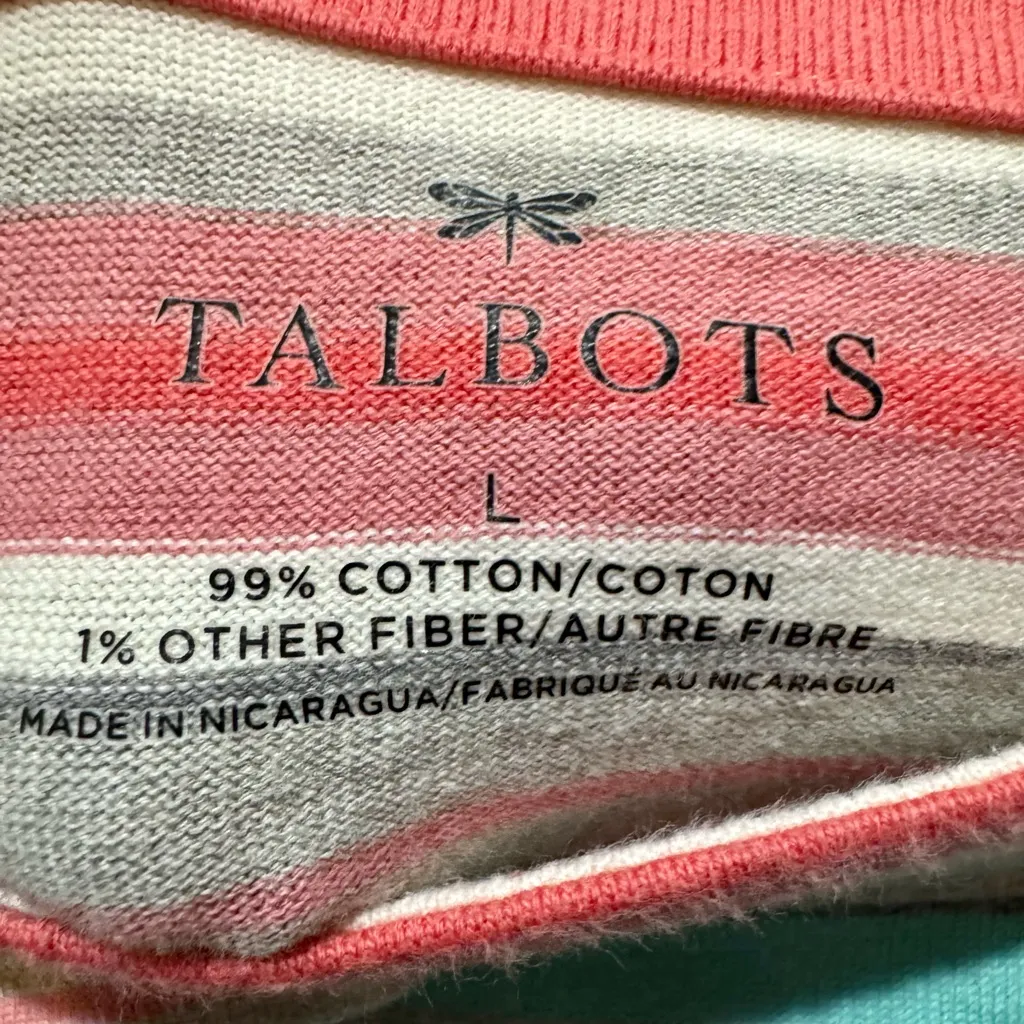 TALBOTS
L
99% COTTON/COTON
1% OTHER FIBER/AUTRE FIBRE
MADE IN NICARAGUA/FABRIQUÉ AU NICARAGUA